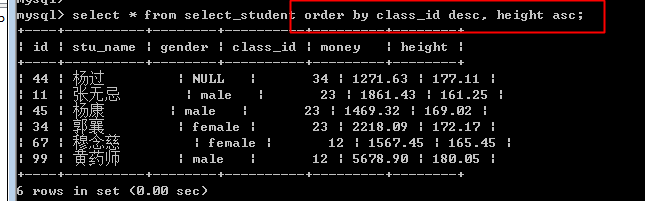 mysql> select * from select_student order by class_id desc, height asc;
+----+----------+--------+----------+---------+--------+
| id | stu_name | gender | class_id | money | height |
+----+----------+--------+----------+---------+--------+
| 44 | 杨过 | NULL | 34 | 1271.63 | 177.11 |
| 11 | 张无忌 | male | 23 | 1861.43 | 161.25 |
| 45 | 杨康 | male | 23 | 1469.32 | 169.02 |
| 34 | 郭襄 | female | 23 | 2218.09 | 172.17 |
| 67 | 穆念慈 | female | 12 | 1567.45 | 165.45 |
| 99 | 黄药师 | male | 12 | 5678.90 | 180.05 |
+----+----------+--------+----------+---------+--------+
6 rows in set (0.00 sec)